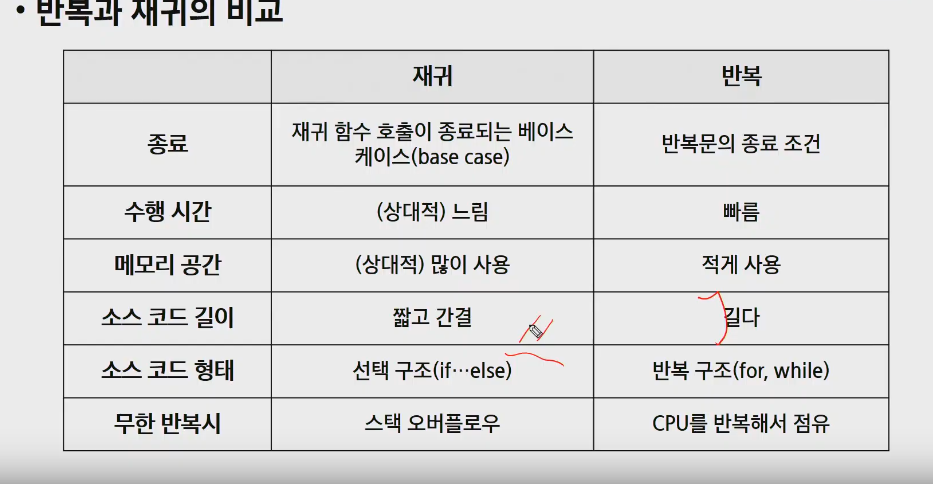 • 반복과 재귀의 비교
재귀 반복
종료 재귀 함수 호출이 종료되는 베이스 케이스(base case) 반복문의 종료 조건
수행 시간 (상대적) 느림 빠름
메모리 공간 (상대적) 많이 사용 적게 사용
소스 코드 길이 짧고 간결 길다
소스 코드 형태 선택 구조(if…else) 반복 구조(for, while)
무한 반복시 스택 오버플로우 CPU를 반복해서 점유